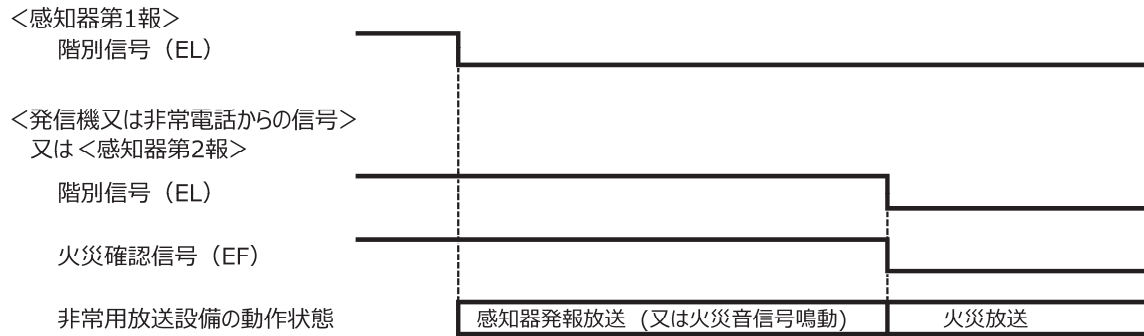 ＜感知器第1報＞
階別信号（EL）
＜発信機又は非常電話からの信号＞
又は＜感知器第2報＞
階別信号（EL）
火災確認信号（EF）
非常用放送設備の動作状態
感知器発報放送 (又は火災音信号鳴動)
火災放送